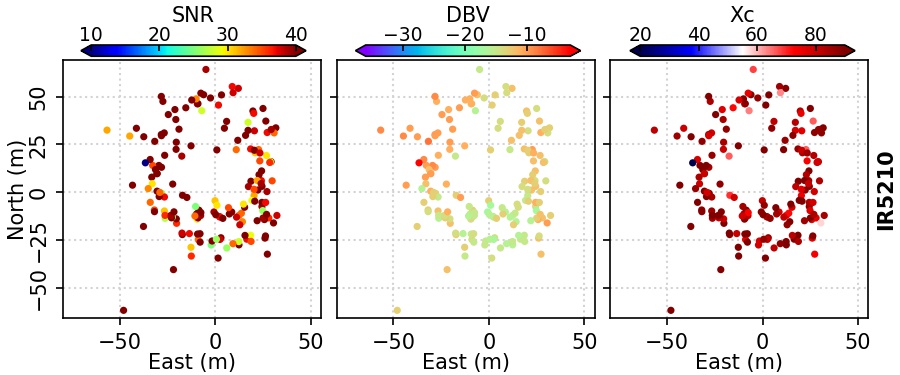 SNR DBV Xc
10 20 30 40 −30 −20 −10 20 40 60 80
50
25
0
−25
−50
North (m)
IR5210
−50 0 50 −50 0 50 −50 0 50
East (m) East (m) East (m)